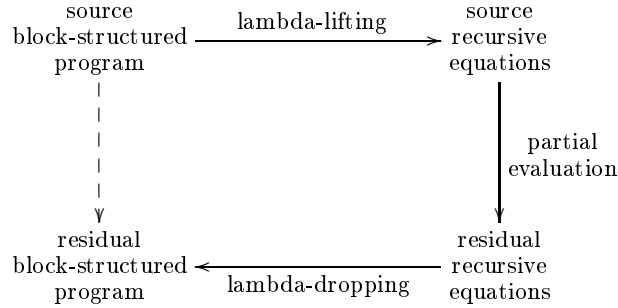 source
block-structured
program
lambda-lifting
source
recursive
equations
partial
evaluation
residual
block-structured
program
lambda-dropping
residual
recursive
equations